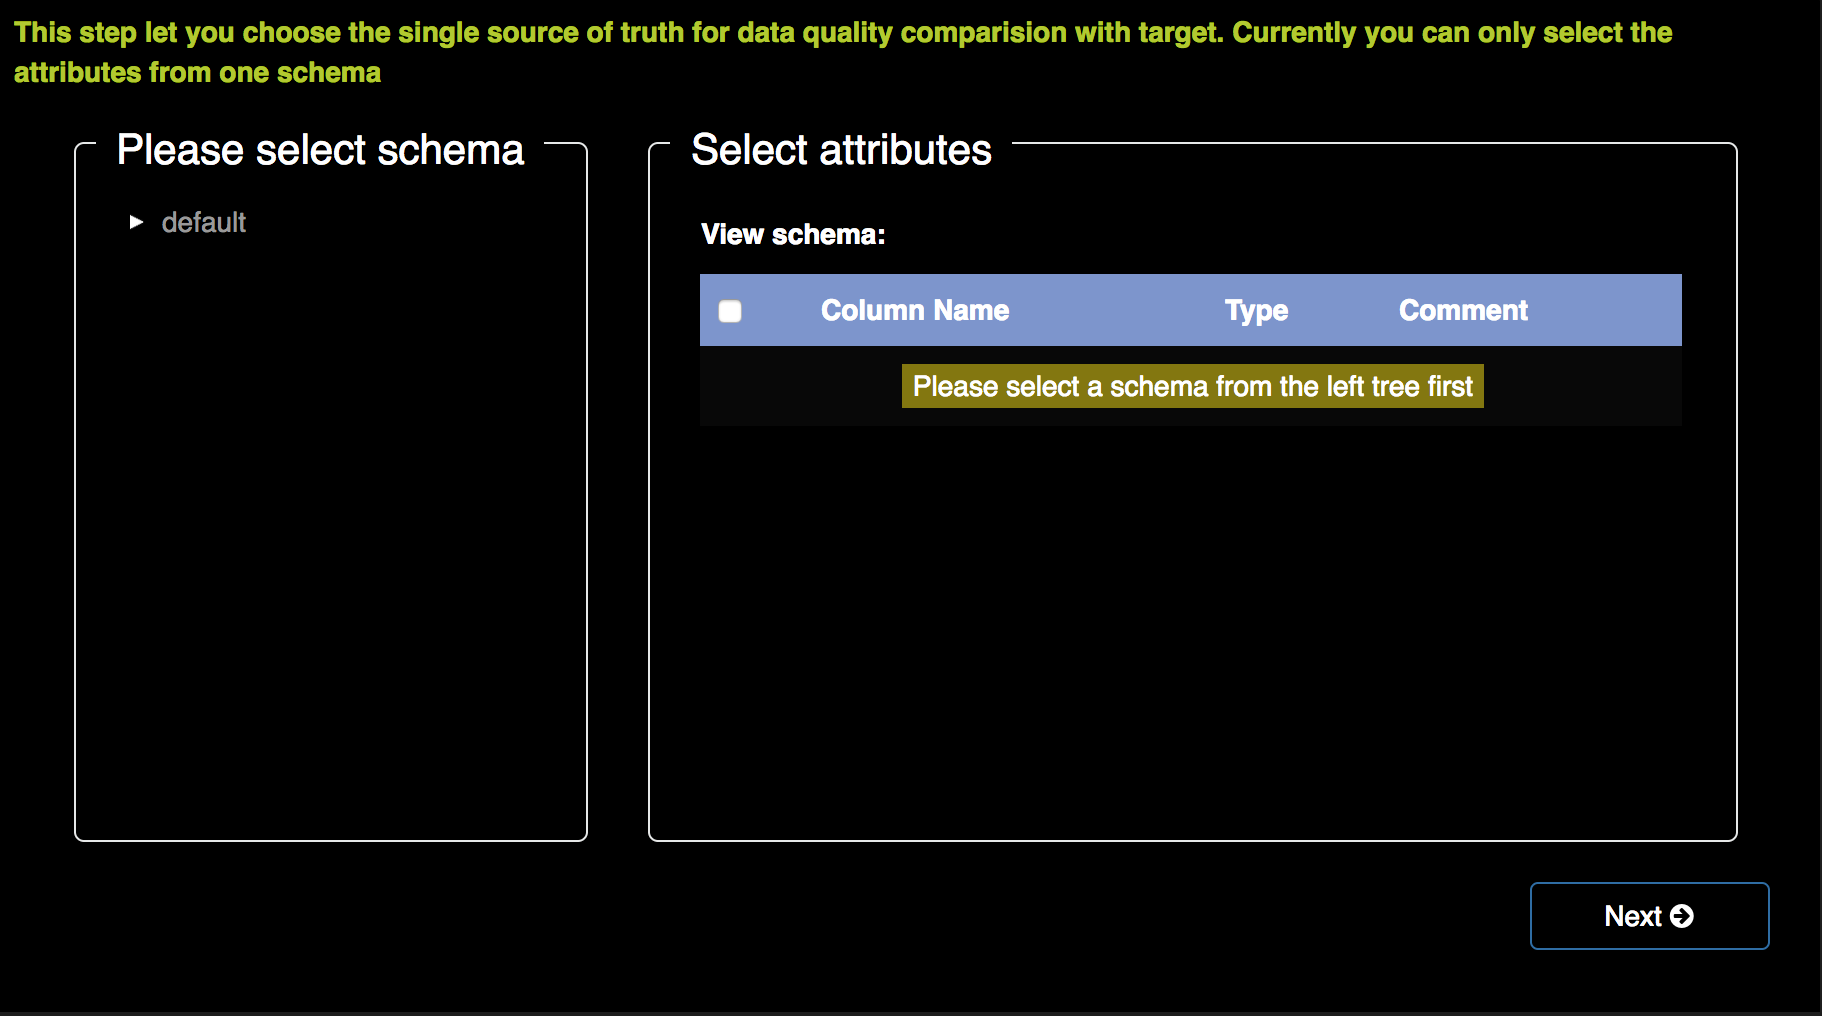 This step let you choose the single source of truth for data quality comparision with target. Currently you can only select the
attributes from one schema
Please select schema
default
Select attributes
View schema:
Column Name Type Comment
Please select a schema from the left tree first
Next